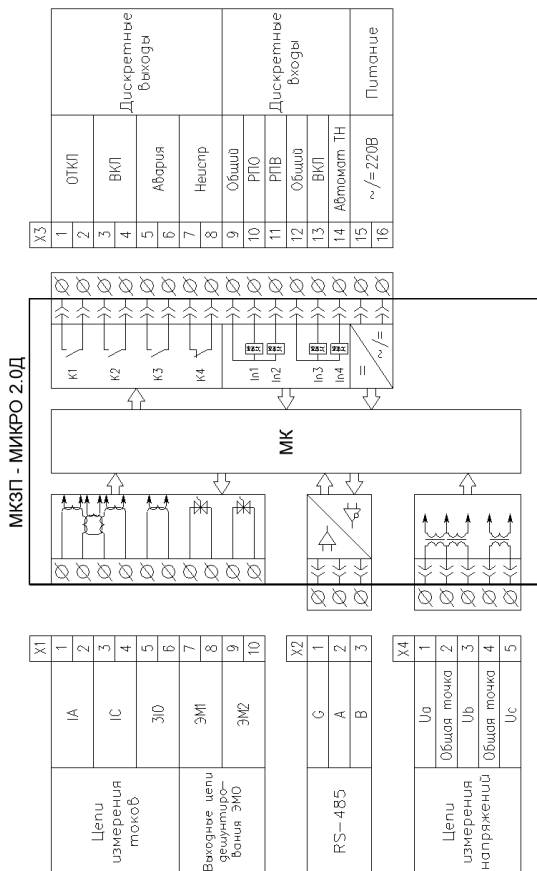 МКЗП - МИКРО 2.0Д
X1
Цепи
измерения
токов
IA
1
2
IC
3
4
3I0
5
6
Выходные цепи
дешунтиро-
вания ЭМО
ЭМ1
7
8
ЭМ2
9
10
X2
RS-485
G
1
A
2
B
3
X4
Цепи
измерения
напряжений
Ua
1
Общая точка
2
Ub
3
Общая точка
4
Uc
5
МК
K1
K2
K3
K4
In1
In2
In3
In4
=
~/=
X3
1
2
ОТКЛ
3
4
ВКЛ
5
6
Авария
7
8
Неиспр
Дискретные
выходы
9
Общий
10
РПО
11
РПВ
12
Общий
13
ВКЛ
14
Автомат ТН
Дискретные
входы
15
16
~/=220В
Питание